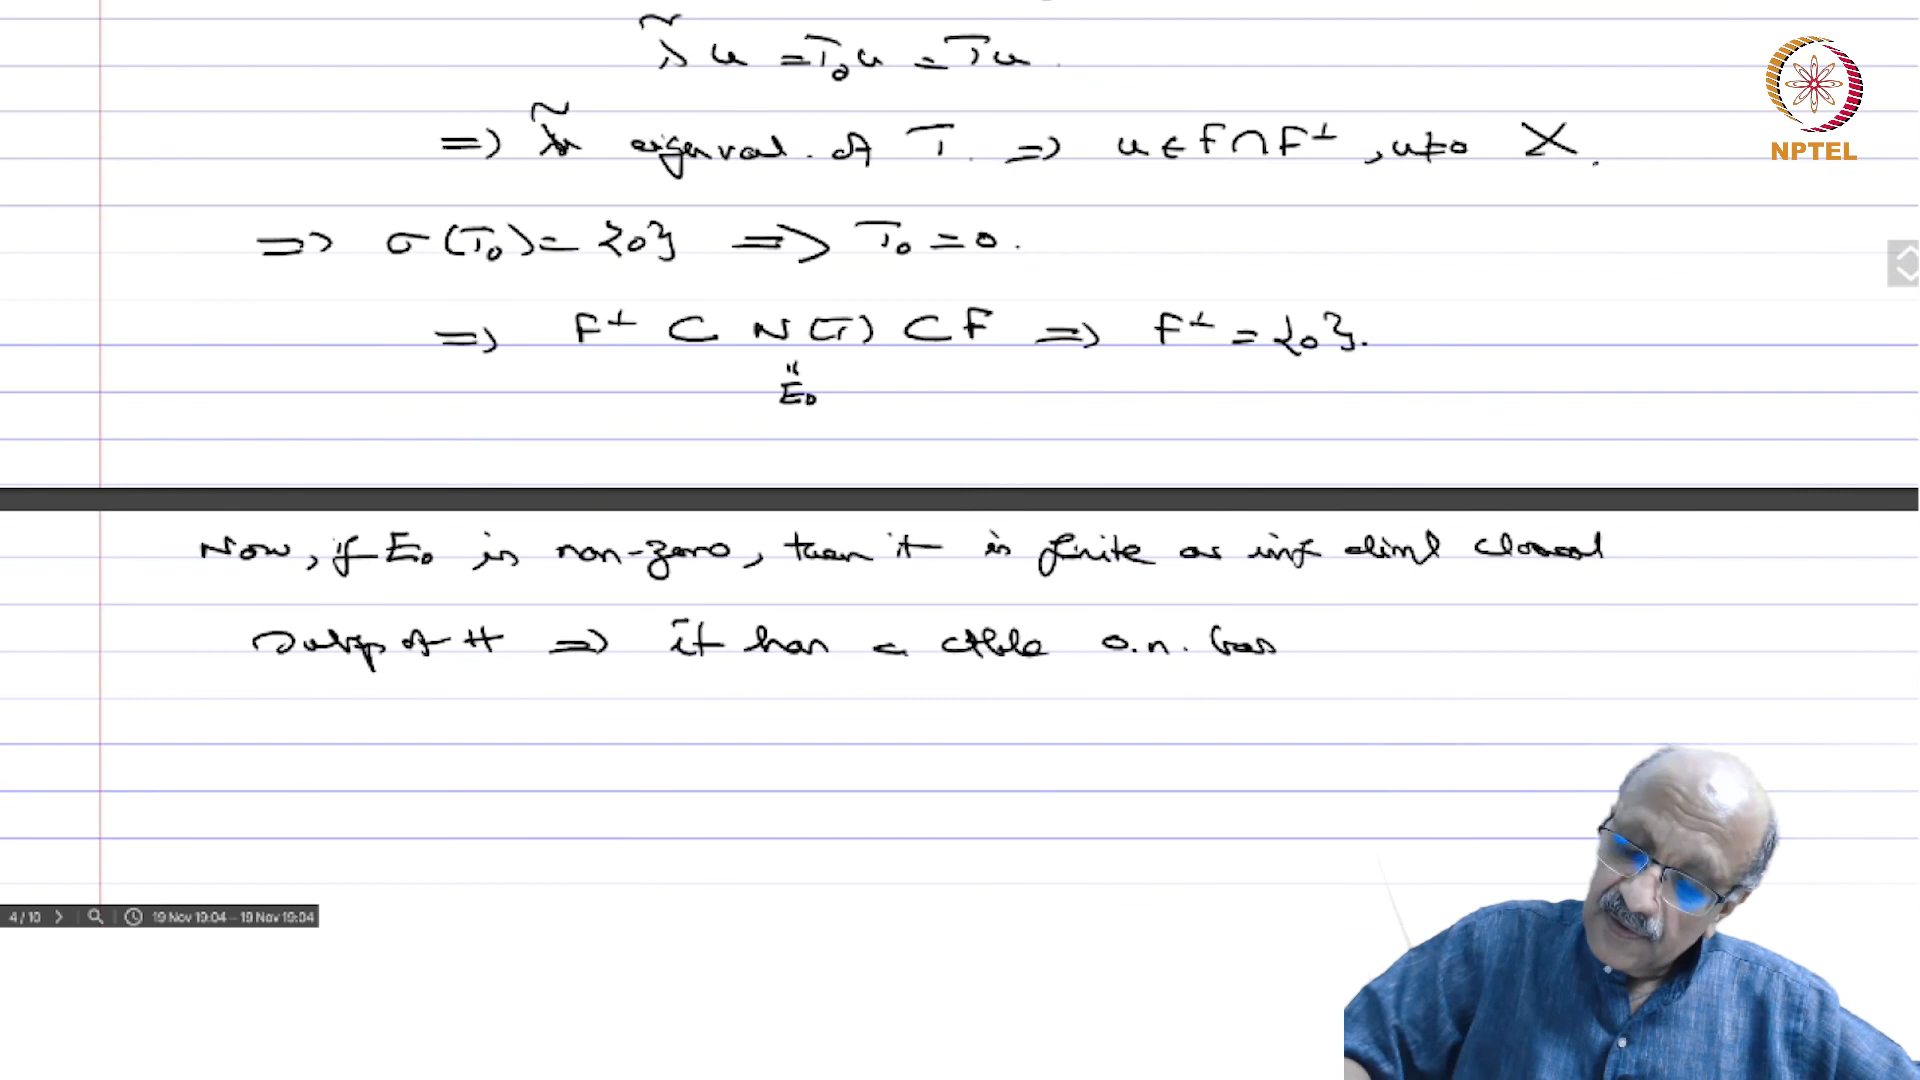 λ̃ u = T₀u = Tu.
⇒ λ̃ eigenval. of T. ⇒ u ∈ F ∩ F⊥, u ≠ 0 X.
NPTEL
⇒ σ(T₀) = {0} ⇒ T₀ = 0.
⇒ F⊥ ⊂ N(T) ⊂ F ⇒ F⊥ = {0}.
"
E₀
Now, if E₀ is non-zero, then it is finite or inf diml closed
subsp of H ⇒ it has a ctble o.n. bas
4/10 > 19 Nov 19:04 – 19 Nov 19:04